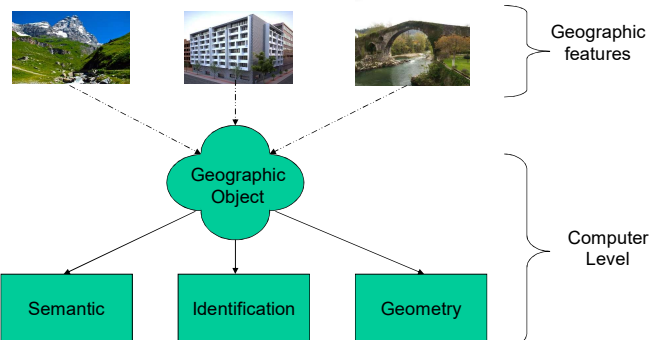 Geographic
features
Geographic
Object
Computer
Level
Semantic
Identification
Geometry